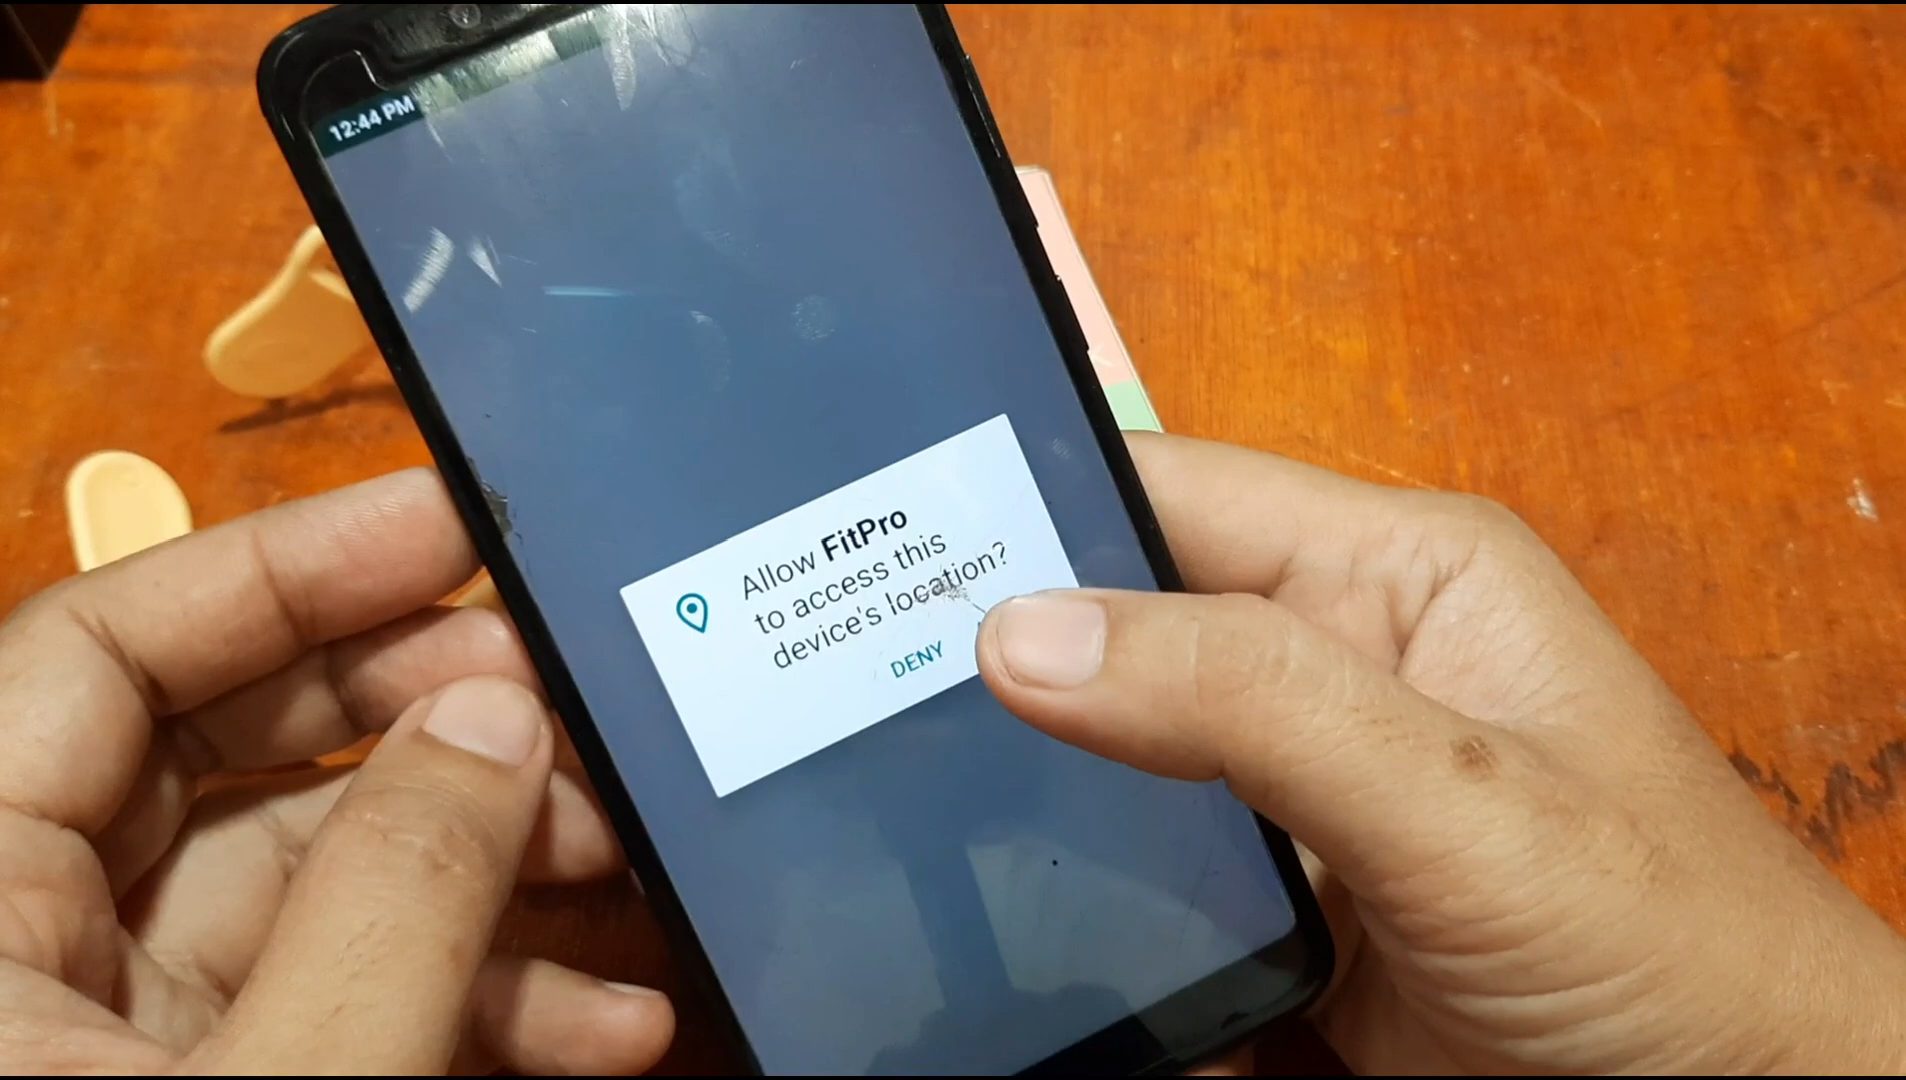 12:44 PM
Allow FitPro
to access this
device's location?
DENY